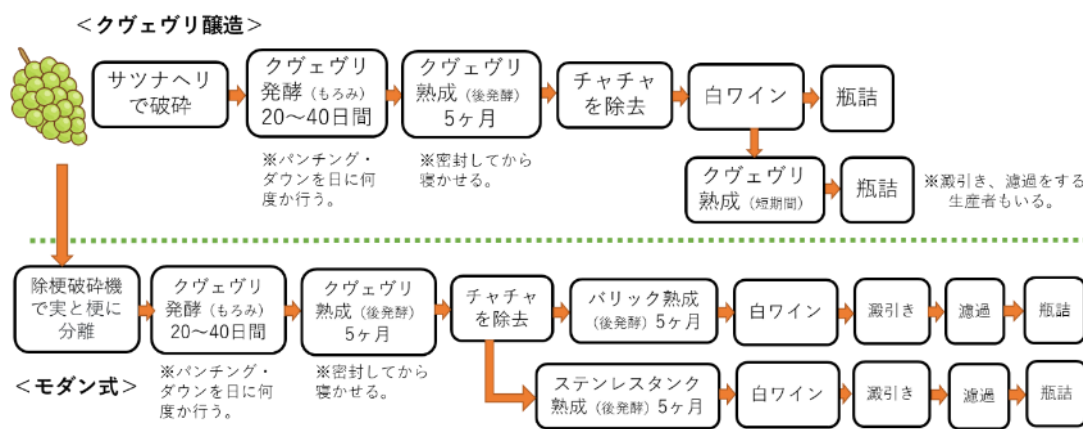 ＜クヴェヴリ醸造＞
サツナヘリ
で破砕
クヴェヴリ
発酵（もろみ）
20～40日間
クヴェヴリ
熟成（後発酵）
5ヶ月
チャチャ
を除去
白ワイン
瓶詰
※パンチング・
ダウンを日に何
度か行う。
※密封してから
寝かせる。
クヴェヴリ
熟成（短期間）
瓶詰
※澱引き、濾過をする
生産者もいる。
除梗破砕機
で実と梗に
分離
クヴェヴリ
発酵（もろみ）
20～40日間
クヴェヴリ
熟成（後発酵）
5ヶ月
チャチャ
を除去
バリック熟成
（後発酵）5ヶ月
白ワイン
澱引き
濾過
瓶詰
＜モダン式＞
※パンチング・
ダウンを日に何
度か行う。
※密封してから
寝かせる。
ステンレスタンク
熟成（後発酵）5ヶ月
白ワイン
澱引き
濾過
瓶詰